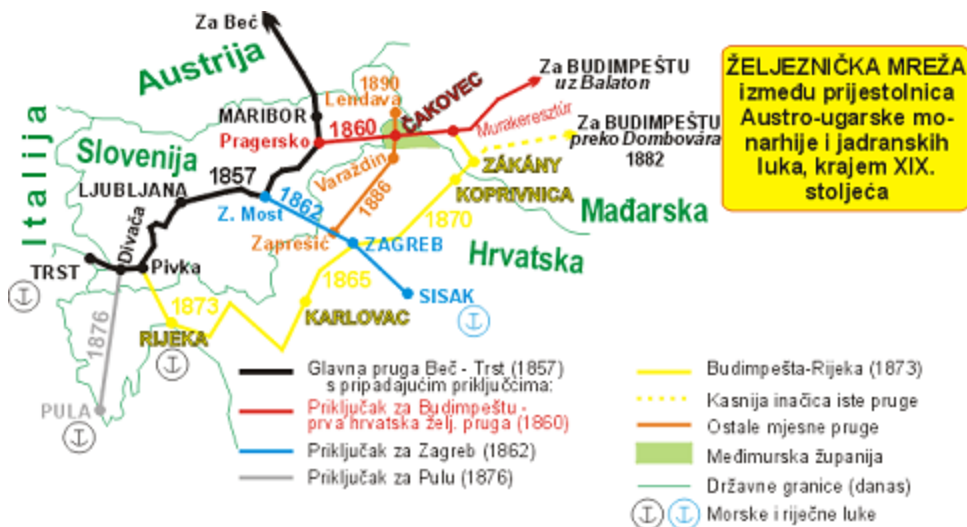 Za Beč
Austrija
Italija
Slovenija
MARIBOR
Pragersko
1860
1890
Lendava
ČAKOVEC
Murakeresztúr
Za BUDIMPEŠTU
uz Balaton
Za BUDIMPEŠTU
preko Dombovára
1882
ŽELJEZNIČKA MREŽA
između prijestolnica
Austro-ugarske mo-
narhije i jadranskih
luka, krajem XIX.
stoljeća
LJUBLJANA
1857
Z. Most
1862
Varaždin
1886
Zaprešić
ZÁKÁNY
KOPRIVNICA
1870
Mađarska
Hrvatska
ZAGREB
SISAK
1865
KARLOVAC
TRST
Divača
Pivka
1873
RIJEKA
1876
PULA
Glavna pruga Beč - Trst (1857)
s pripadajućim priključćima:
Priključak za Budimpeštu -
prva hrvatska želj. pruga (1860)
Priključak za Zagreb (1862)
Priključak za Pulu (1876)
Budimpešta-Rijeka (1873)
Kasnija inačica iste pruge
Ostale mjesne pruge
Međimurska županija
Državne granice (danas)
Morske i riječne luke